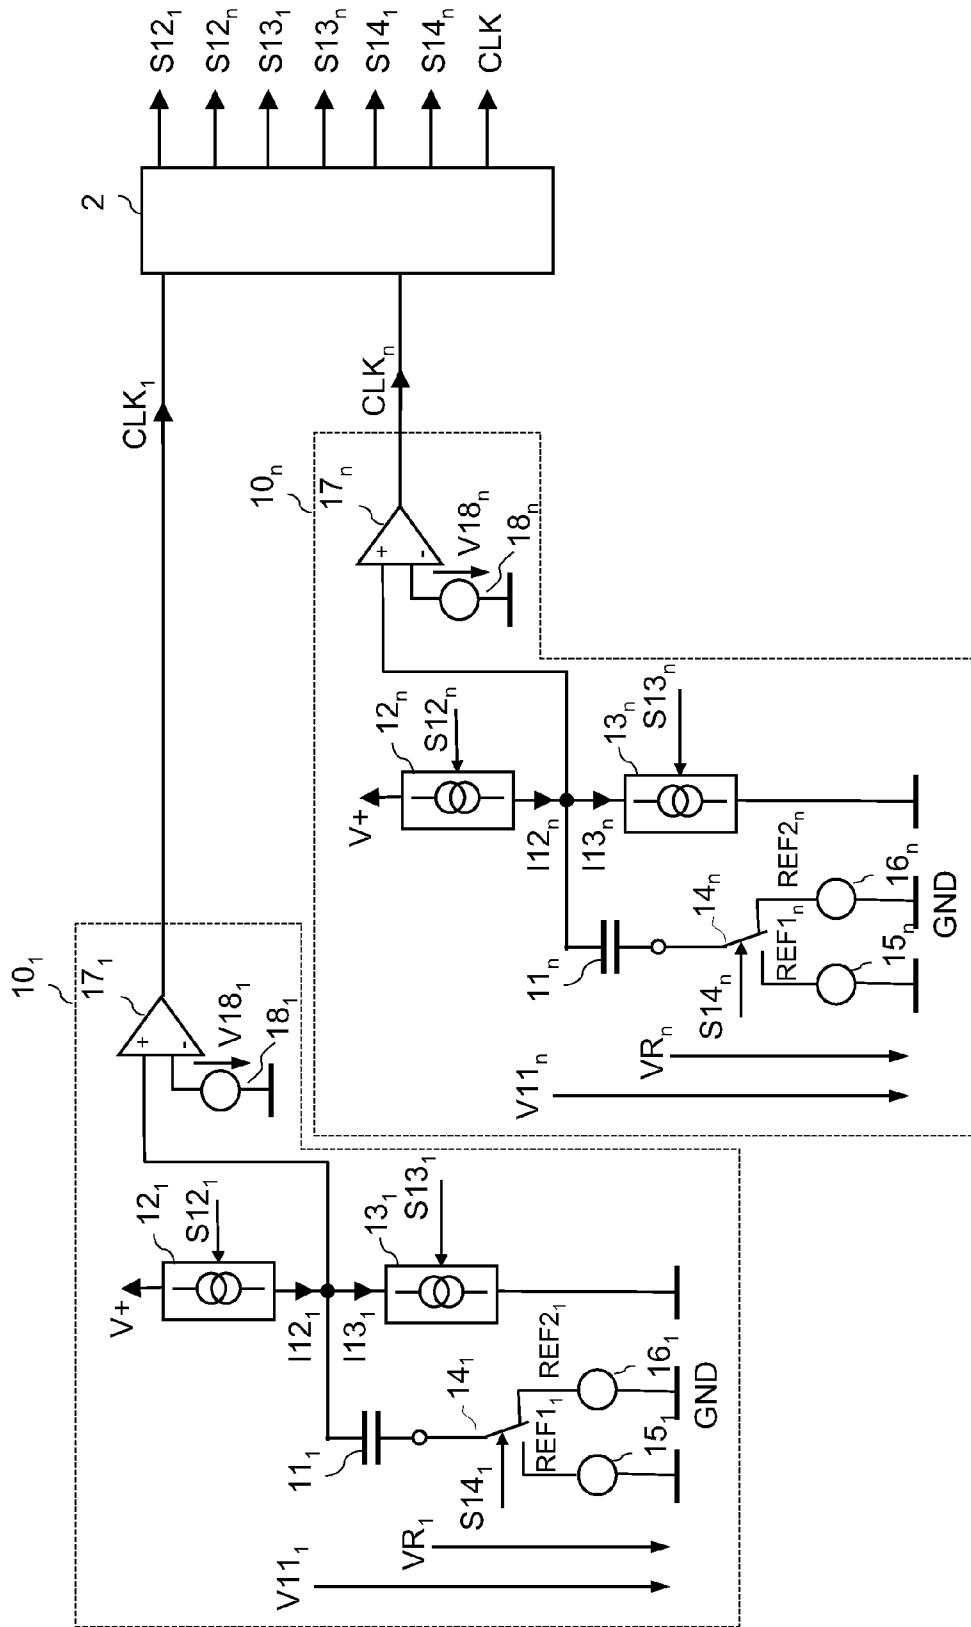 S12₁
S12ₙ
S13₁
S13ₙ
S14₁
S14ₙ
CLK
2
CLK₁
CLKₙ
10₁
17₁
+
-
V18₁
18₁
12₁
V+
S12₁
I12₁
I13₁
13₁
S13₁
11₁
14₁
S14₁
REF1₁
REF2₁
15₁
16₁
GND
VR₁
V11₁
10ₙ
17ₙ
+
-
V18ₙ
18ₙ
12ₙ
V+
S12ₙ
I12ₙ
I13ₙ
13ₙ
S13ₙ
11ₙ
14ₙ
S14ₙ
REF1ₙ
REF2ₙ
15ₙ
16ₙ
GND
VRₙ
V11ₙ